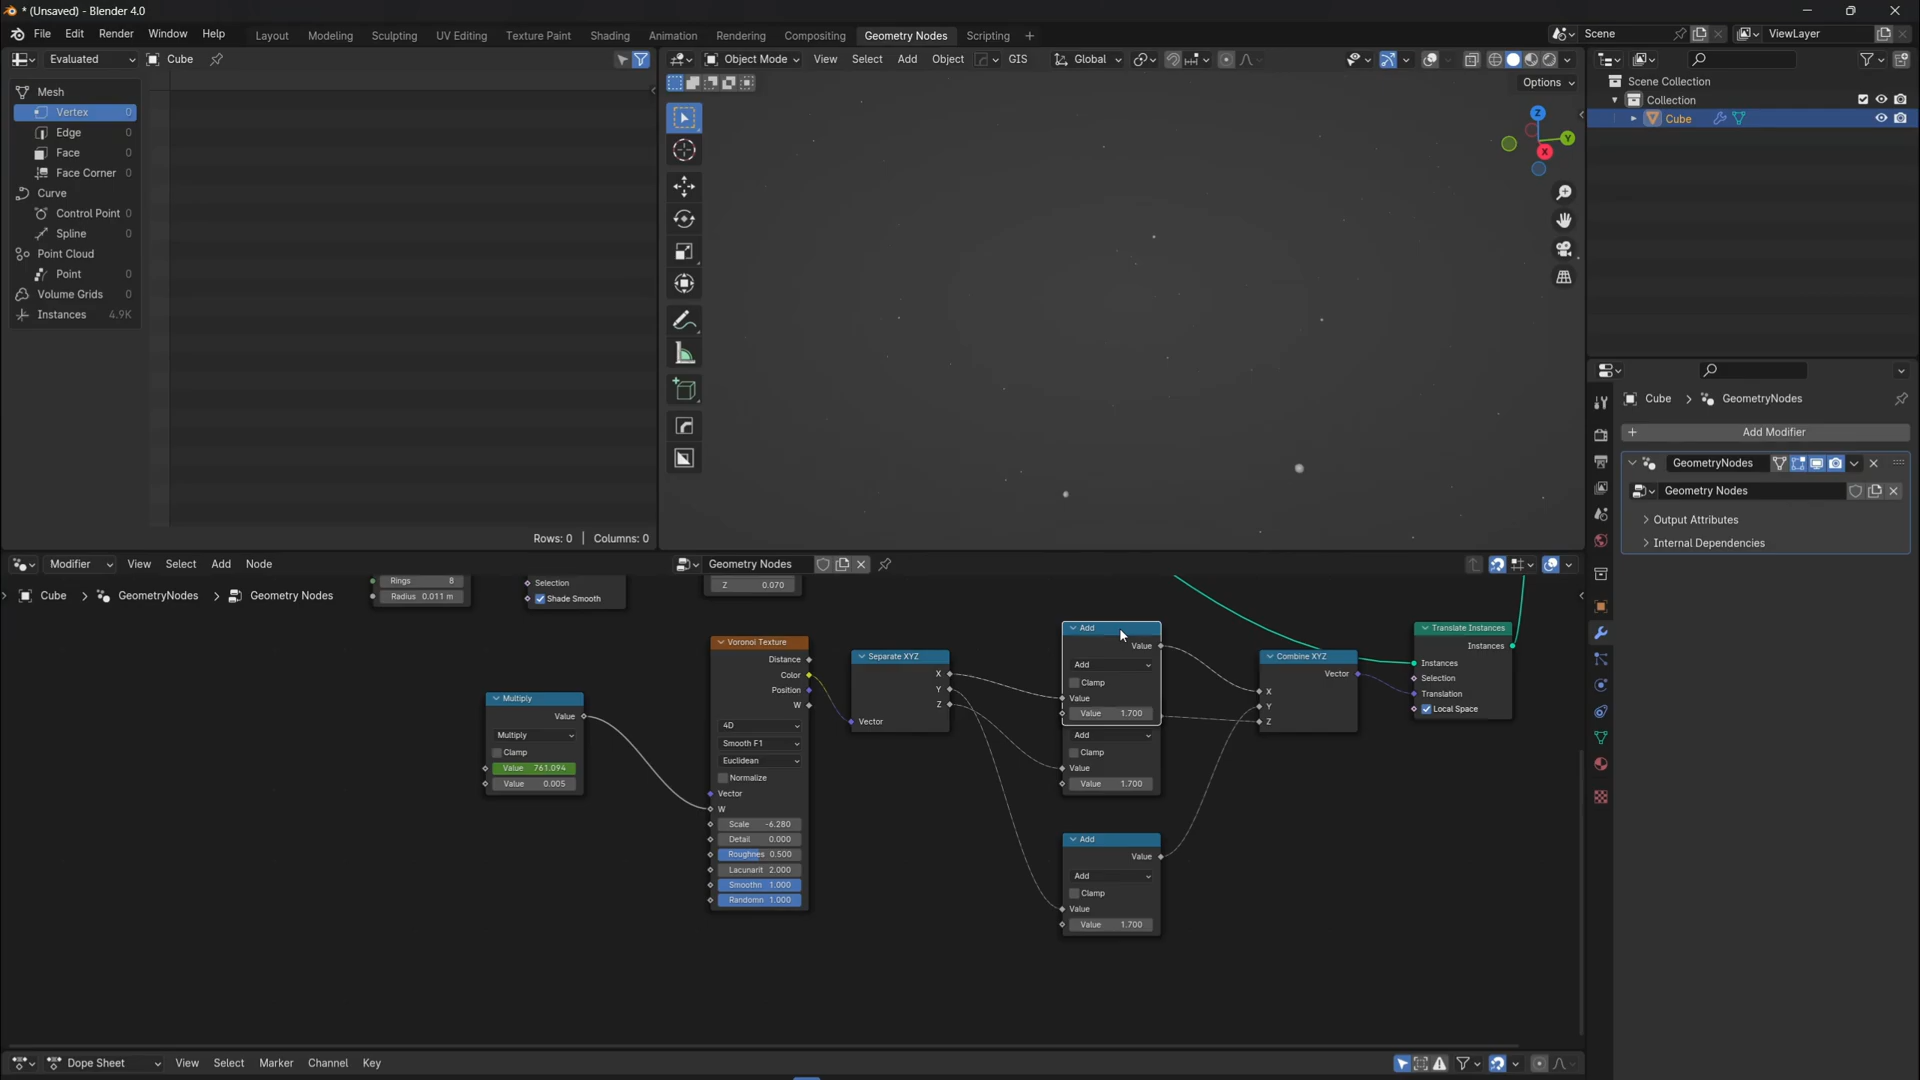 * (Unsaved) - Blender 4.0
File Edit Render Window Help
Layout Modeling Sculpting UV Editing Texture Paint Shading Animation Rendering Compositing Geometry Nodes Scripting +
Scene
ViewLayer
Evaluated
Cube
Object Mode View Select Add Object GIS
Global
Options
Mesh
Vertex 0
Edge 0
Face 0
Face Corner 0
Curve
Control Point 0
Spline 0
Point Cloud
Point 0
Volume Grids 0
Instances 4.9K
Rows: 0 | Columns: 0
Z
Y
X
Scene Collection
Collection
Cube
Cube > GeometryNodes
+ Add Modifier
GeometryNodes
Geometry Nodes
Output Attributes
Internal Dependencies
Modifier View Select Add Node
Geometry Nodes
Cube > GeometryNodes > Geometry Nodes
Rings 8
Radius 0.011 m
Selection
Shade Smooth
Z 0.070
Multiply
Value
Multiply
Clamp
Value 761.094
Value 0.005
Voronoi Texture
Distance
Color
Position
W
4D
Smooth F1
Euclidean
Normalize
Vector
W
Scale -6.280
Detail 0.000
Roughnes 0.500
Lacunarit 2.000
Smoothn 1.000
Randomn 1.000
Separate XYZ
X
Y
Z
Vector
Add
Value
Add
Clamp
Value
Value 1.700
Add
Clamp
Value
Value 1.700
Add
Value
Add
Clamp
Value
Value 1.700
Combine XYZ
Vector
X
Y
Z
Translate Instances
Instances
Instances
Selection
Translation
Local Space
Dope Sheet View Select Marker Channel Key